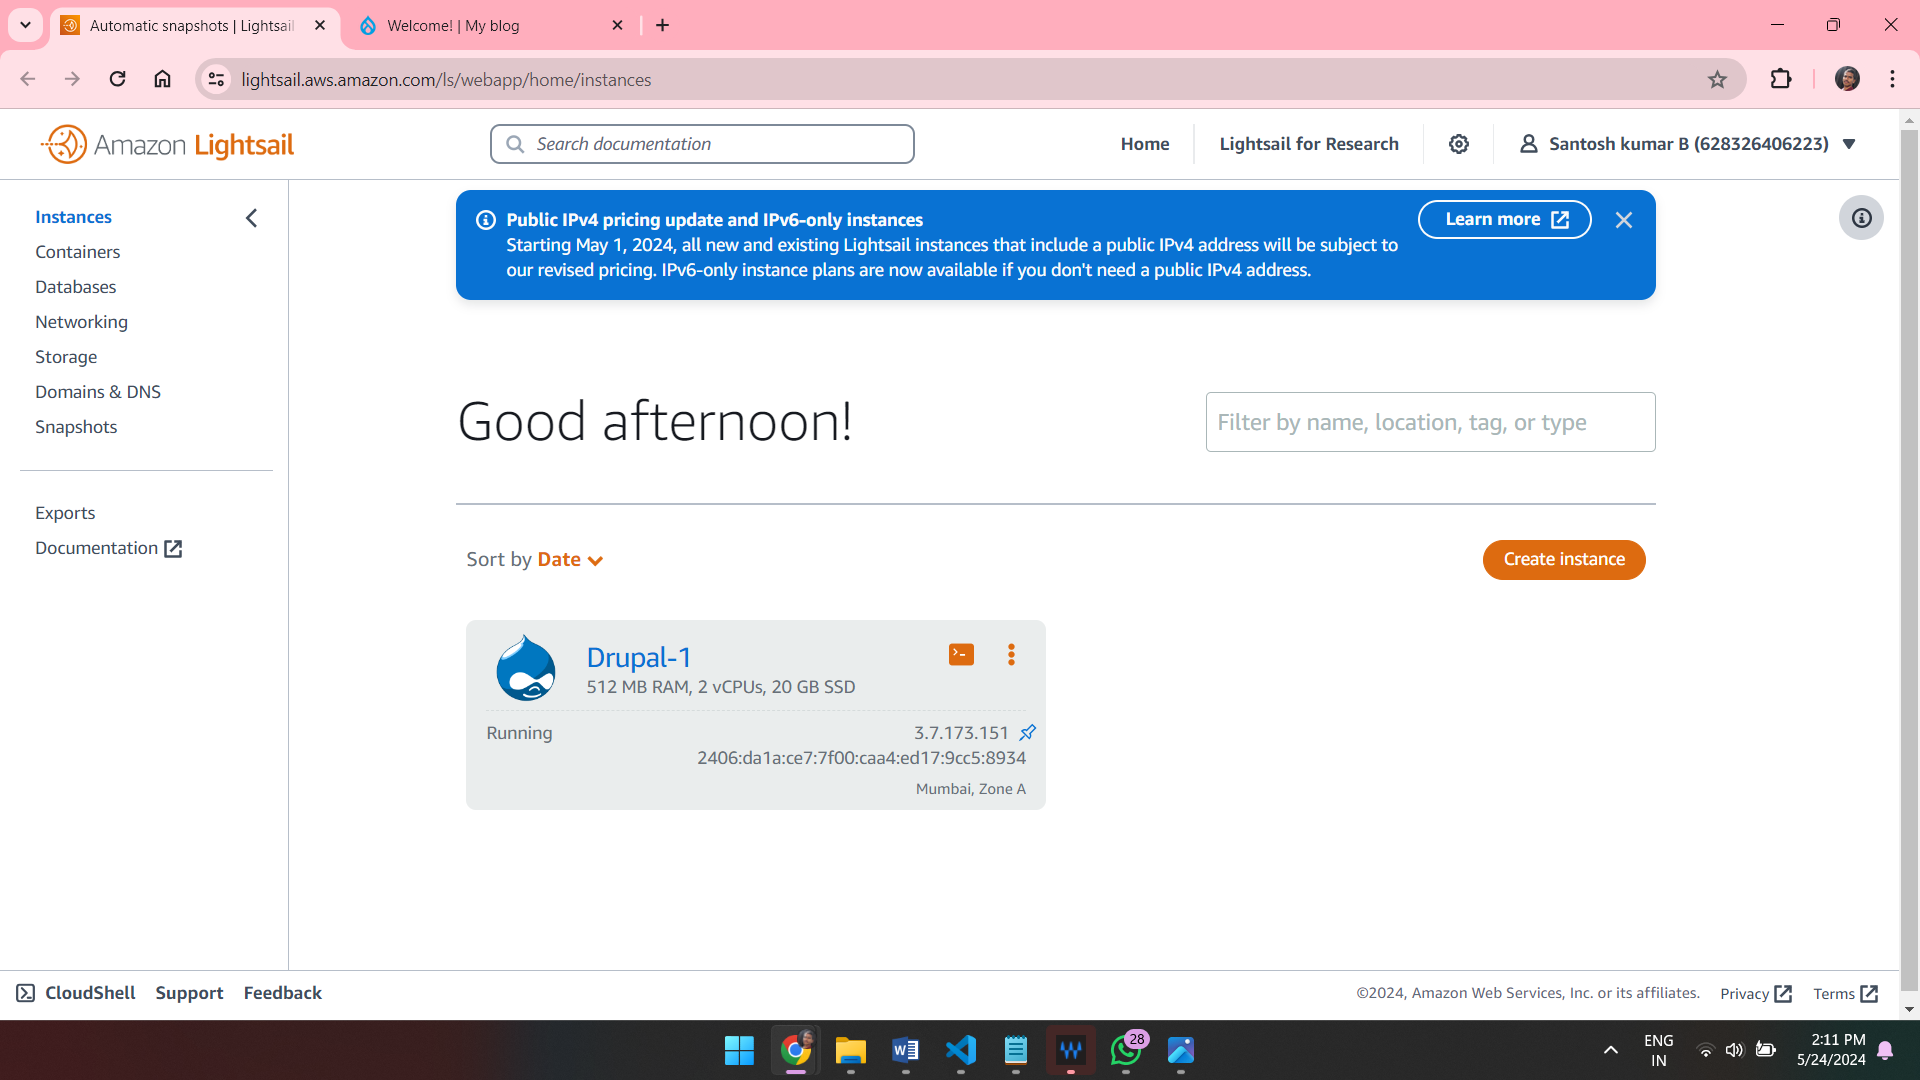 Automatic snapshots | Lightsail
Welcome! | My blog
lightsail.aws.amazon.com/ls/webapp/home/instances
Amazon Lightsail
Search documentation
Home
Lightsail for Research
Santosh kumar B (628326406223)
Instances
Containers
Databases
Networking
Storage
Domains & DNS
Snapshots
Exports
Documentation
Public IPv4 pricing update and IPv6-only instances
Starting May 1, 2024, all new and existing Lightsail instances that include a public IPv4 address will be subject to
our revised pricing. IPv6-only instance plans are now available if you don't need a public IPv4 address.
Learn more
Good afternoon!
Filter by name, location, tag, or type
Sort by Date
Create instance
Drupal-1
512 MB RAM, 2 vCPUs, 20 GB SSD
Running
3.7.173.151
2406:da1a:ce7:7f00:caa4:ed17:9cc5:8934
Mumbai, Zone A
CloudShell
Support
Feedback
©2024, Amazon Web Services, Inc. or its affiliates.
Privacy
Terms
28
ENG
IN
2:11 PM
5/24/2024